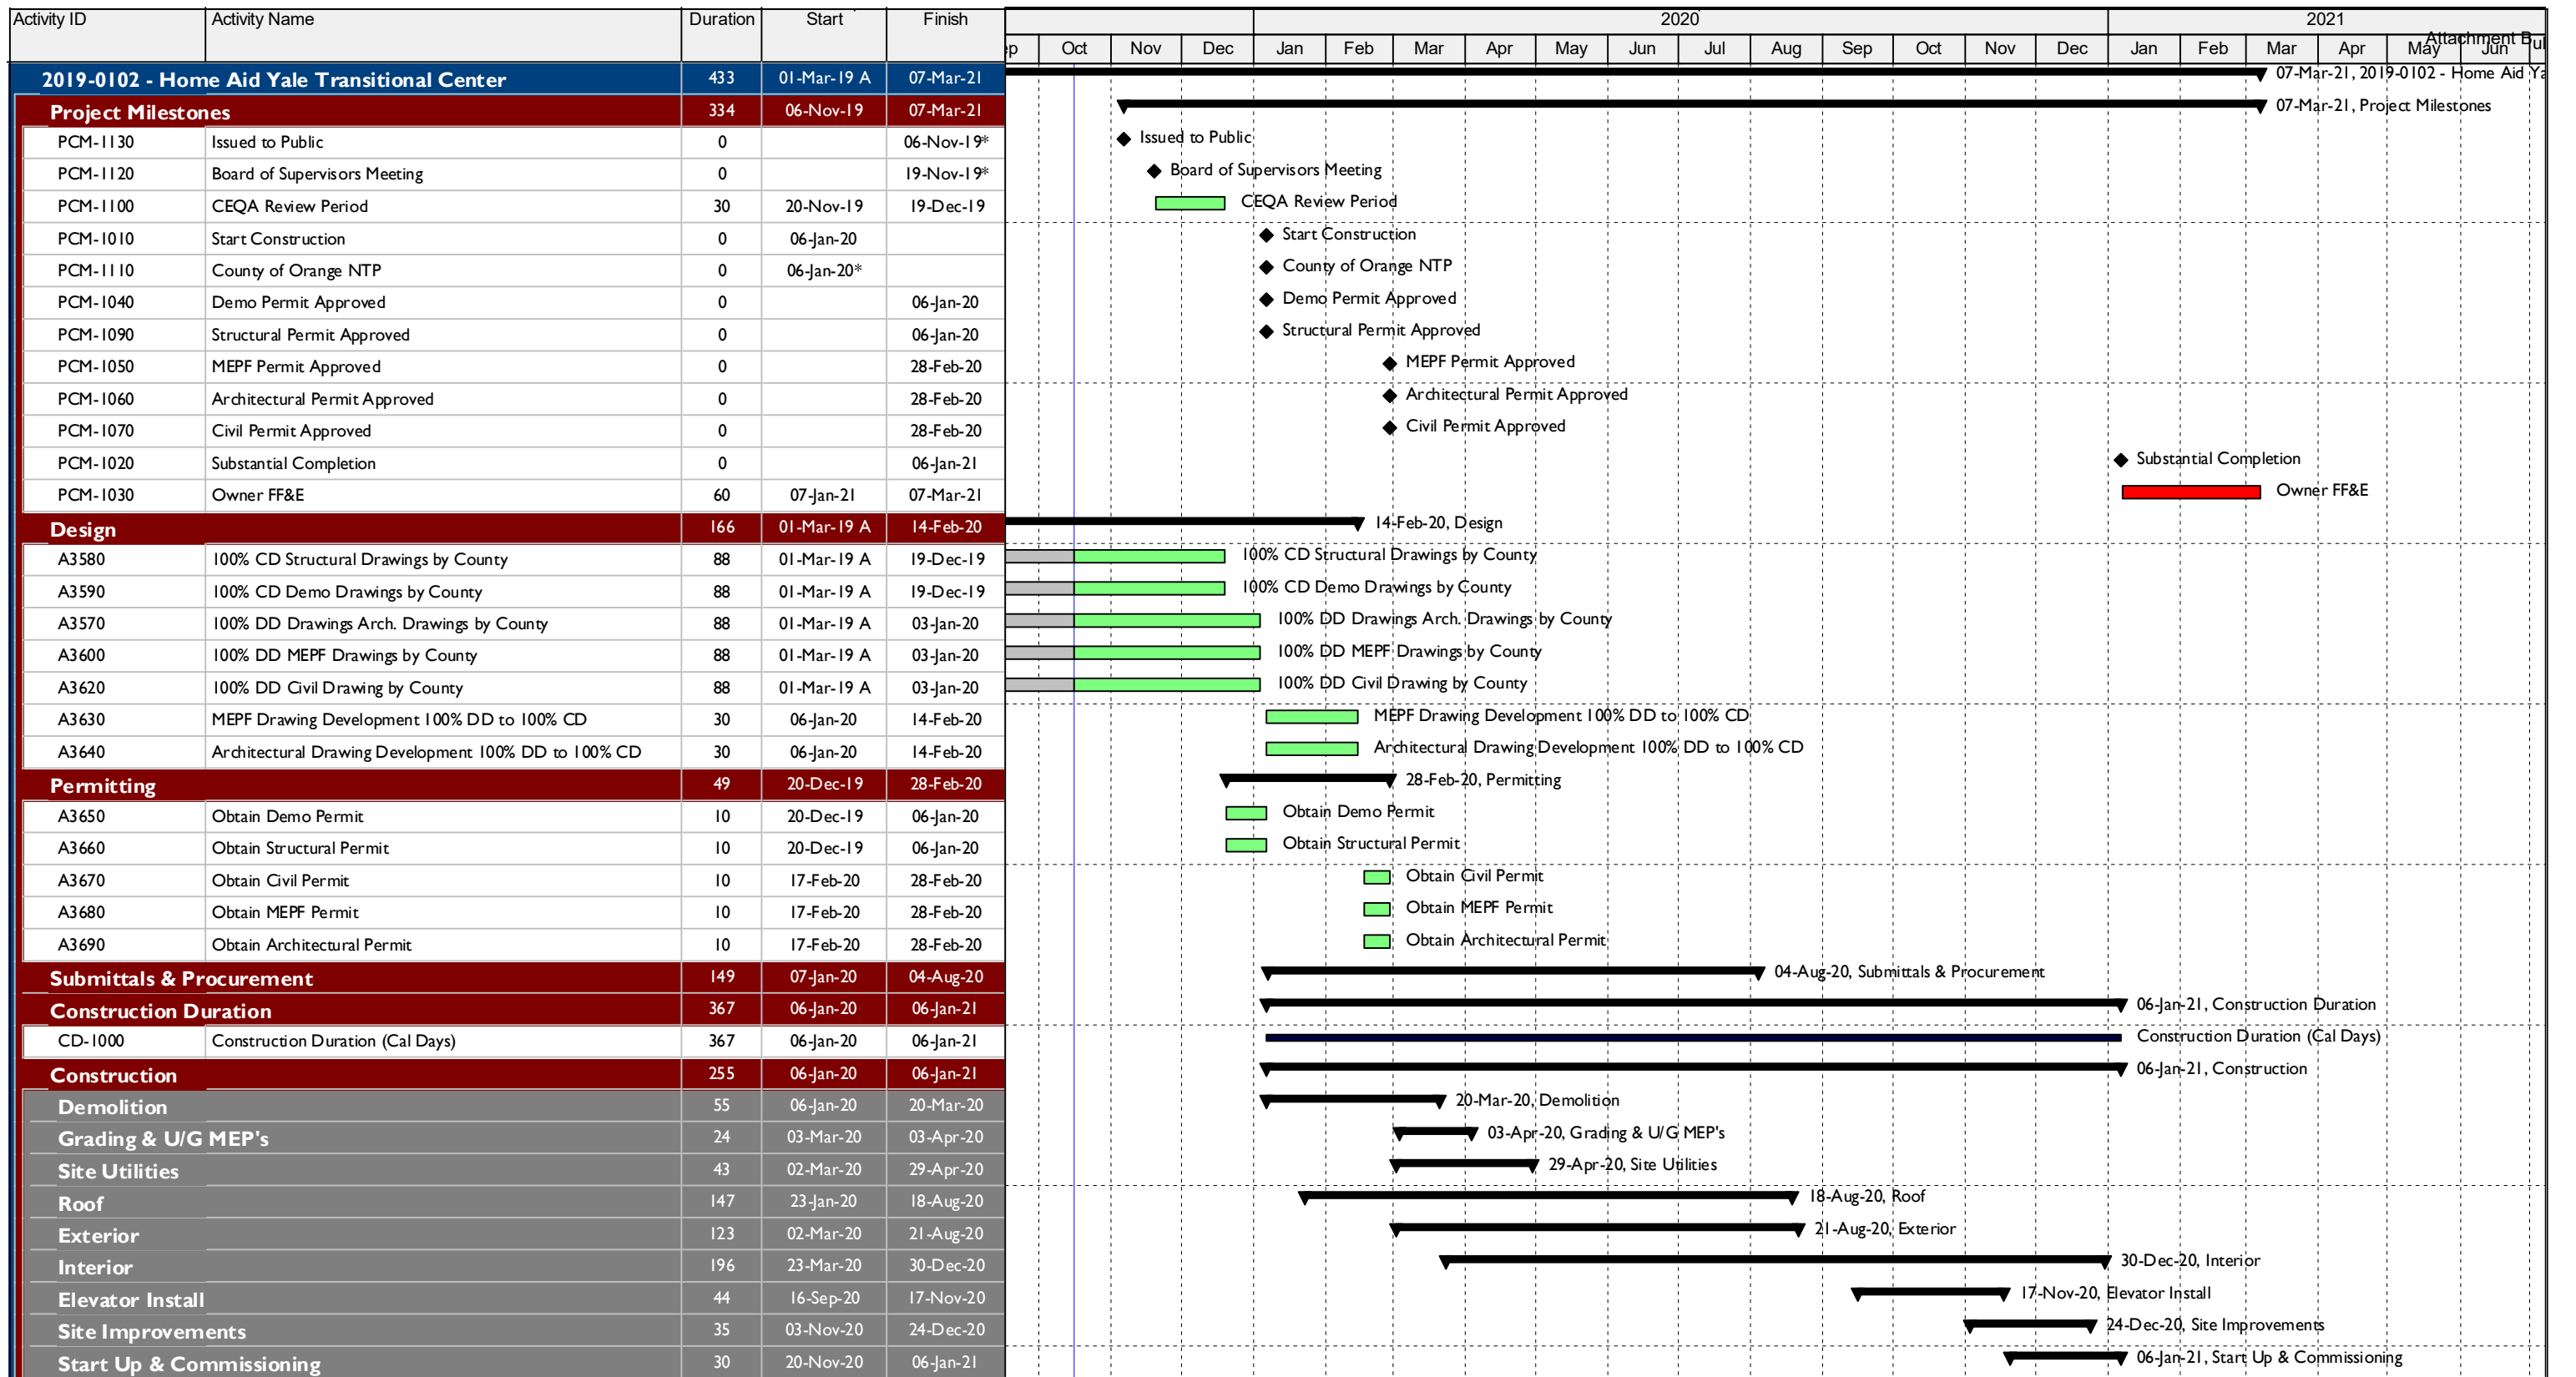 Activity ID Activity Name Duration Start Finish 2020 2021
Oct Nov Dec Jan Feb Mar Apr May Jun Jul Aug Sep Oct Nov Dec Jan Feb Mar Apr May Jun
Attachment B
2019-0102 - Home Aid Yale Transitional Center 433 01-Mar-19 A 07-Mar-21 07-Mar-21, 2019-0102 - Home Aid Ya
Project Milestones 334 06-Nov-19 07-Mar-21 07-Mar-21, Project Milestones
PCM-1130 Issued to Public 0 06-Nov-19* Issued to Public
PCM-1120 Board of Supervisors Meeting 0 19-Nov-19* Board of Supervisors Meeting
PCM-1100 CEQA Review Period 30 20-Nov-19 19-Dec-19 CEQA Review Period
PCM-1010 Start Construction 0 06-Jan-20 Start Construction
PCM-1110 County of Orange NTP 0 06-Jan-20* County of Orange NTP
PCM-1040 Demo Permit Approved 0 06-Jan-20 Demo Permit Approved
PCM-1090 Structural Permit Approved 0 06-Jan-20 Structural Permit Approved
PCM-1050 MEPF Permit Approved 0 28-Feb-20 MEPF Permit Approved
PCM-1060 Architectural Permit Approved 0 28-Feb-20 Architectural Permit Approved
PCM-1070 Civil Permit Approved 0 28-Feb-20 Civil Permit Approved
PCM-1020 Substantial Completion 0 06-Jan-21 Substantial Completion
PCM-1030 Owner FF&E 60 07-Jan-21 07-Mar-21 Owner FF&E
Design 166 01-Mar-19 A 14-Feb-20 14-Feb-20, Design
A3580 100% CD Structural Drawings by County 88 01-Mar-19 A 19-Dec-19 100% CD Structural Drawings by County
A3590 100% CD Demo Drawings by County 88 01-Mar-19 A 19-Dec-19 100% CD Demo Drawings by County
A3570 100% DD Drawings Arch. Drawings by County 88 01-Mar-19 A 03-Jan-20 100% DD Drawings Arch. Drawings by County
A3600 100% DD MEPF Drawings by County 88 01-Mar-19 A 03-Jan-20 100% DD MEPF Drawings by County
A3620 100% DD Civil Drawing by County 88 01-Mar-19 A 03-Jan-20 100% DD Civil Drawing by County
A3630 MEPF Drawing Development 100% DD to 100% CD 30 06-Jan-20 14-Feb-20 MEPF Drawing Development 100% DD to 100% CD
A3640 Architectural Drawing Development 100% DD to 100% CD 30 06-Jan-20 14-Feb-20 Architectural Drawing Development 100% DD to 100% CD
Permitting 49 20-Dec-19 28-Feb-20 28-Feb-20, Permitting
A3650 Obtain Demo Permit 10 20-Dec-19 06-Jan-20 Obtain Demo Permit
A3660 Obtain Structural Permit 10 20-Dec-19 06-Jan-20 Obtain Structural Permit
A3670 Obtain Civil Permit 10 17-Feb-20 28-Feb-20 Obtain Civil Permit
A3680 Obtain MEPF Permit 10 17-Feb-20 28-Feb-20 Obtain MEPF Permit
A3690 Obtain Architectural Permit 10 17-Feb-20 28-Feb-20 Obtain Architectural Permit
Submittals & Procurement 149 07-Jan-20 04-Aug-20 04-Aug-20, Submittals & Procurement
Construction Duration 367 06-Jan-20 06-Jan-21 06-Jan-21, Construction Duration
CD-1000 Construction Duration (Cal Days) 367 06-Jan-20 06-Jan-21 Construction Duration (Cal Days)
Construction 255 06-Jan-20 06-Jan-21 06-Jan-21, Construction
Demolition 55 06-Jan-20 20-Mar-20 20-Mar-20, Demolition
Grading & U/G MEP's 24 03-Mar-20 03-Apr-20 03-Apr-20, Grading & U/G MEP's
Site Utilities 43 02-Mar-20 29-Apr-20 29-Apr-20, Site Utilities
Roof 147 23-Jan-20 18-Aug-20 18-Aug-20, Roof
Exterior 123 02-Mar-20 21-Aug-20 21-Aug-20, Exterior
Interior 196 23-Mar-20 30-Dec-20 30-Dec-20, Interior
Elevator Install 44 16-Sep-20 17-Nov-20 17-Nov-20, Elevator Install
Site Improvements 35 03-Nov-20 24-Dec-20 24-Dec-20, Site Improvements
Start Up & Commissioning 30 20-Nov-20 06-Jan-21 06-Jan-21, Start Up & Commissioning